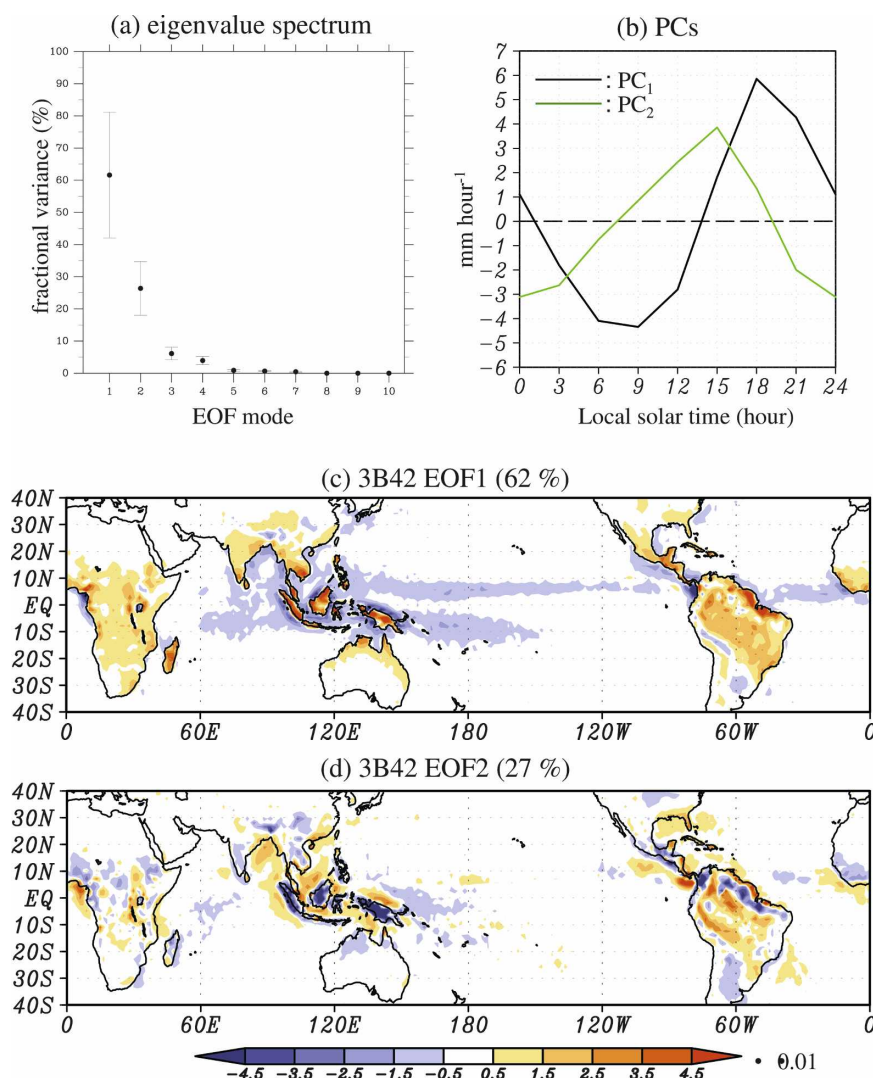 (a) eigenvalue spectrum
100
90
80
70
60
50
40
30
20
10
0
fractional variance (%)
1 2 3 4 5 6 7 8 9 10
EOF mode
(b) PCs
7
6
5
4
3
2
1
0
-1
-2
-3
-4
-5
-6
mm hour-1
: PC1
: PC2
0 3 6 9 12 15 18 21 24
Local solar time (hour)
(c) 3B42 EOF1 (62 %)
40N
30N
20N
10N
EQ
10S
20S
30S
40S
0 60E 120E 180 120W 60W 0
(d) 3B42 EOF2 (27 %)
40N
30N
20N
10N
EQ
10S
20S
30S
40S
0 60E 120E 180 120W 60W 0
-4.5 -3.5 -2.5 -1.5 -0.5 0.5 1.5 2.5 3.5 4.5
0.01